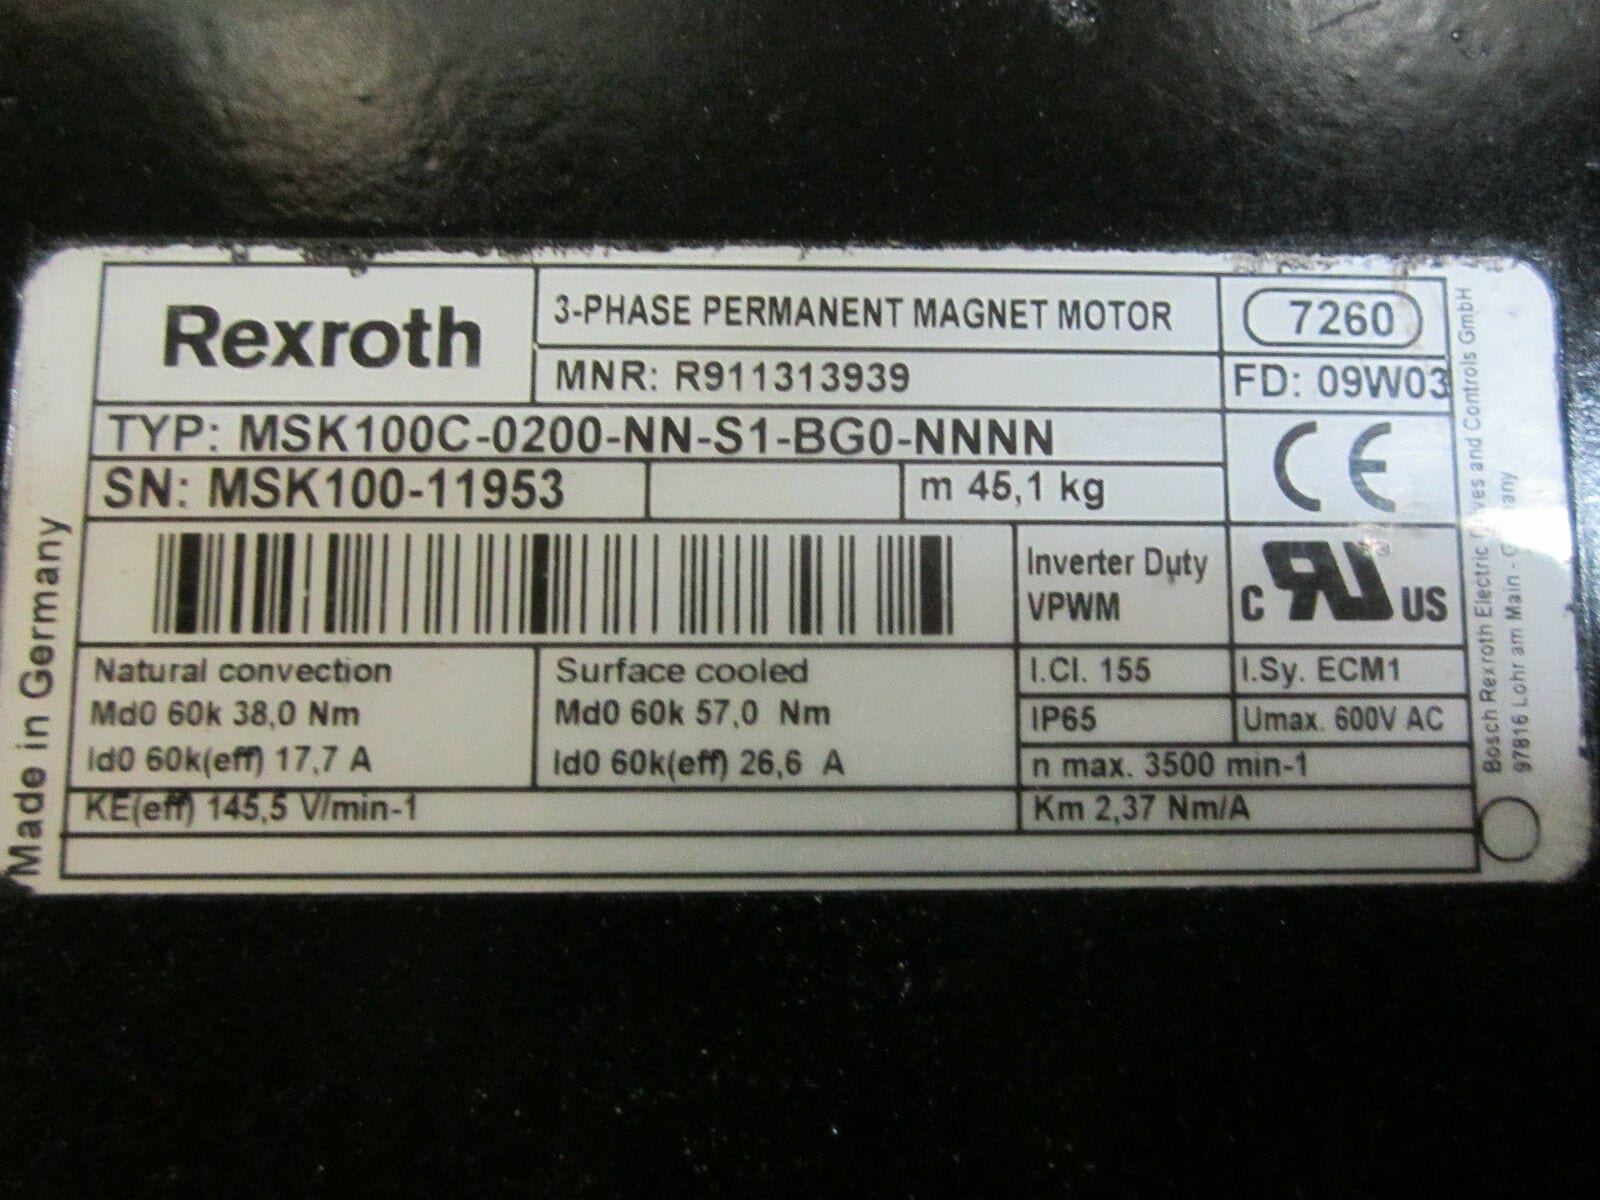 Rexroth
3-PHASE PERMANENT MAGNET MOTOR
7260
MNR: R911313939
FD: 09W03
TYP: MSK100C-0200-NN-S1-BG0-NNNN
CE
SN: MSK100-11953
m 45,1 kg
Inverter Duty
VPWM
c RU US
Natural convection
Md0 60k 38,0 Nm
Id0 60k(eff) 17,7 A
Surface cooled
Md0 60k 57,0 Nm
Id0 60k(eff) 26,6 A
I.Cl. 155
I.Sy. ECM1
IP65
Umax. 600V AC
n max. 3500 min-1
KE(eff) 145,5 V/min-1
Km 2,37 Nm/A
Made in Germany
Bosch Rexroth Electric and Controls GmbH
97816 Lohr am Main -